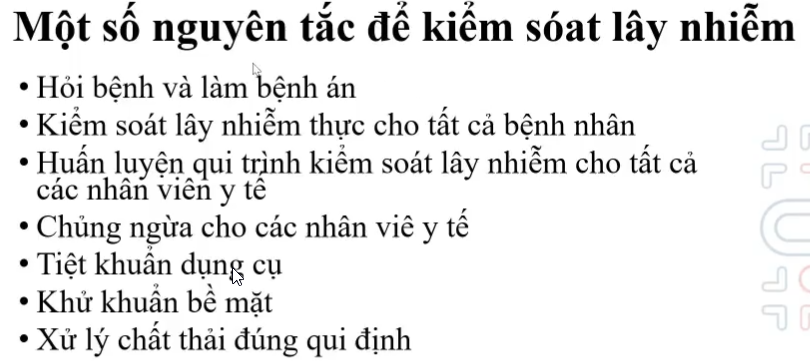 Một số nguyên tắc để kiểm sóat lây nhiễm
• Hỏi bệnh và làm bệnh án
• Kiểm soát lây nhiễm thực cho tất cả bệnh nhân
• Huấn luyện qui trình kiểm soát lây nhiễm cho tất cả
các nhân viên y tế
• Chủng ngừa cho các nhân viê y tế
• Tiệt khuẩn dụng cụ
• Khử khuẩn bề mặt
• Xử lý chất thải đúng qui định